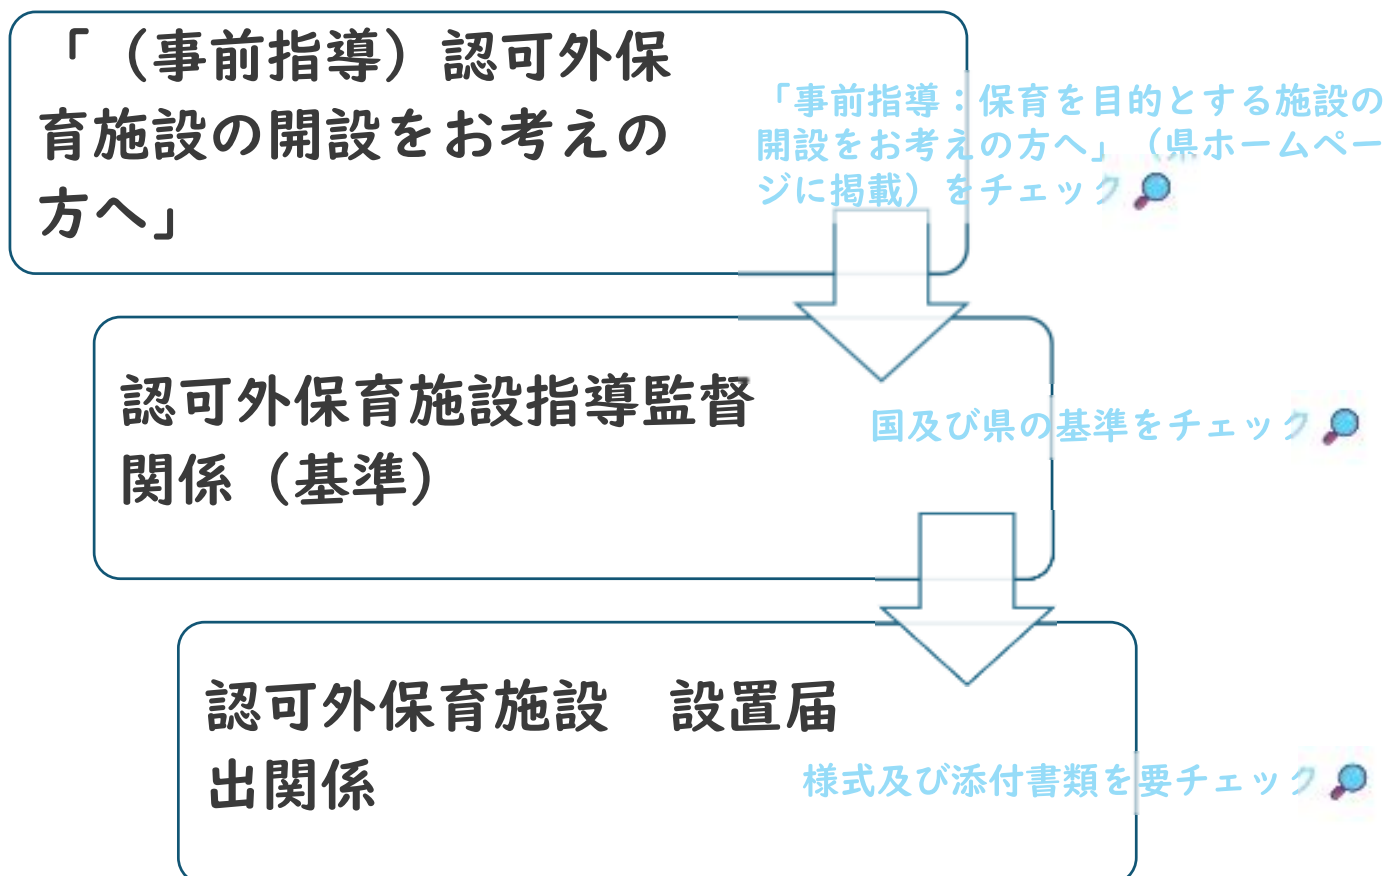 「（事前指導）認可外保
育施設の開設をお考えの
方へ」
「事前指導：保育を目的とする施設の
開設をお考えの方へ」（県ホームペー
ジに掲載）をチェック
認可外保育施設指導監督
関係（基準）
国及び県の基準をチェック
認可外保育施設　設置届
出関係
様式及び添付書類を要チェック